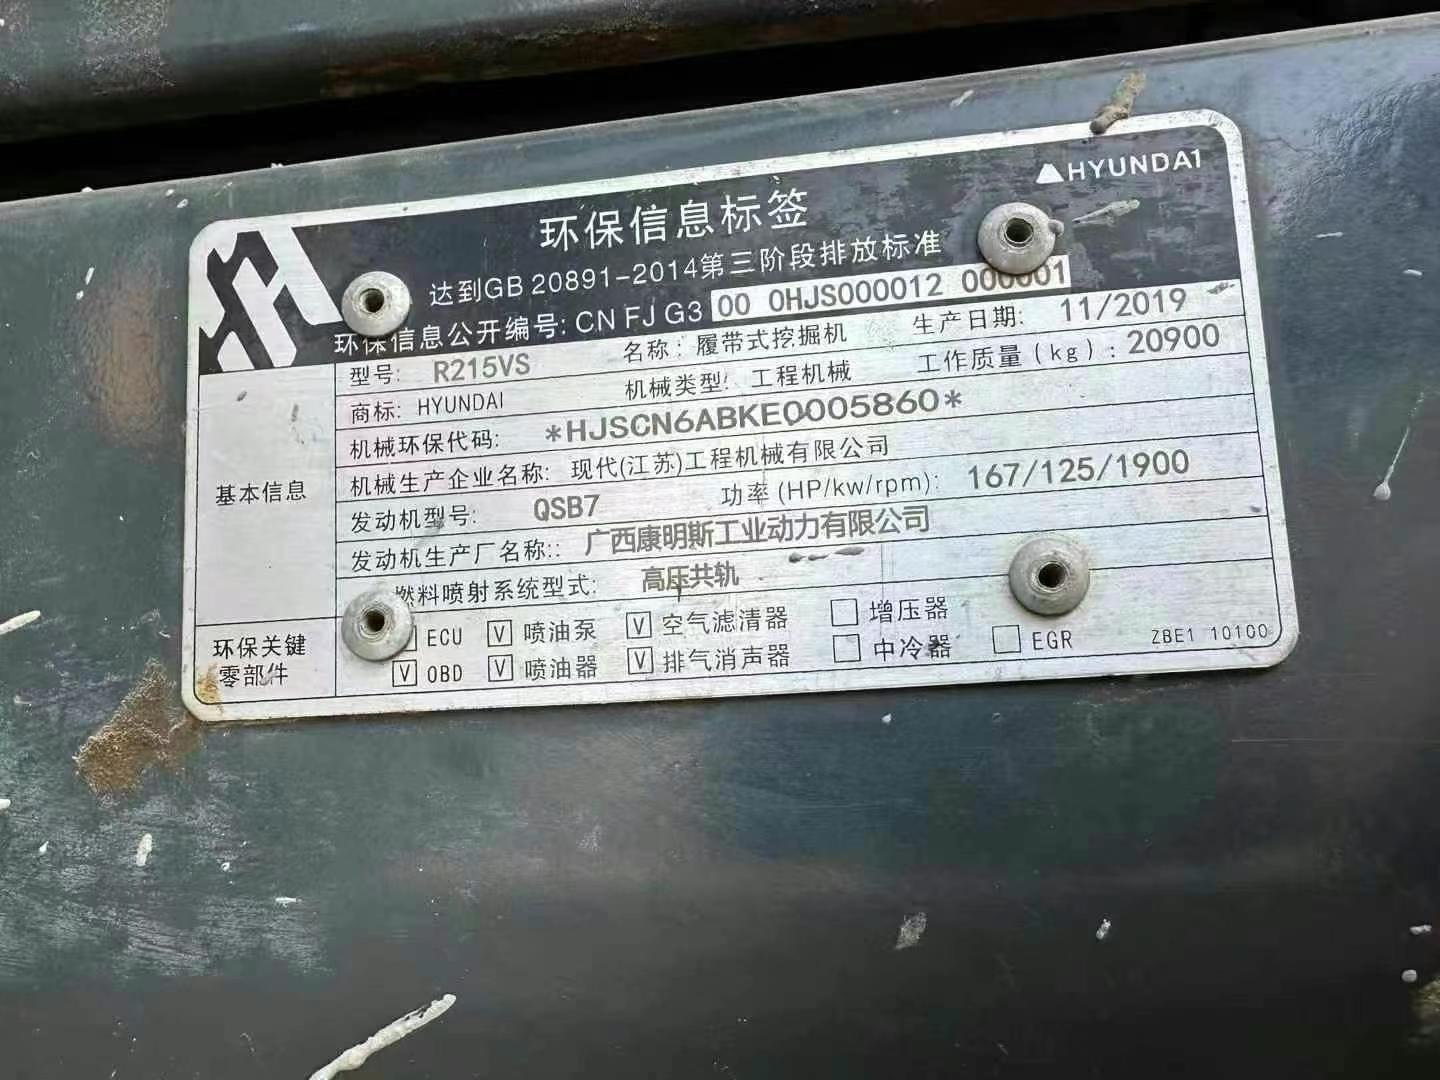 HYUNDAI
环保信息标签
达到GB 20891-2014第三阶段排放标准
环保信息公开编号: CN FJ G3 00 0HJS000012 000001
型号: R215VS 名称: 履带式挖掘机 生产日期: 11/2019
商标: HYUNDAI 机械类型: 工程机械 工作质量(kg): 20900
机械环保代码: *HJSCN6ABKE0005860*
基本信息
机械生产企业名称: 现代(江苏)工程机械有限公司
发动机型号: QSB7 功率(HP/kw/rpm): 167/125/1900
发动机生产厂名称:: 广西康明斯工业动力有限公司
燃料喷射系统型式: 高压共轨
环保关键零部件
ECU V 喷油泵 V 空气滤清器 增压器
V OBD V 喷油器 V 排气消声器 中冷器 EGR ZBE1 10100